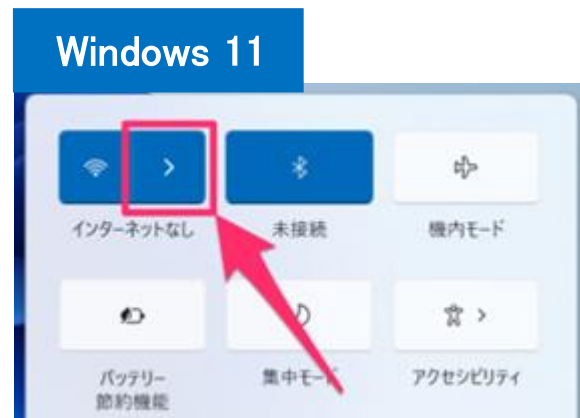 Windows 11
インターネットなし
未接続
機内モード
バッテリー
節約機能
集中モード
アクセシビリティ